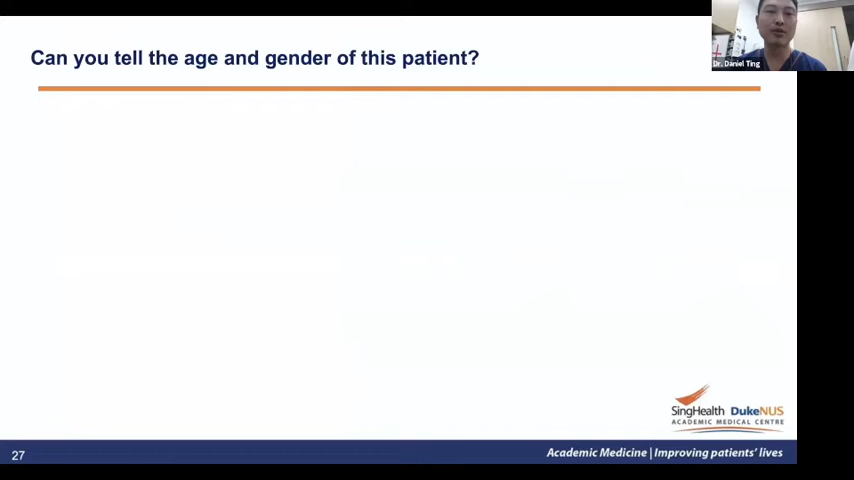 Can you tell the age and gender of this patient?
Dr. Daniel Ting
SingHealth DukeNUS
ACADEMIC MEDICAL CENTRE
27
Academic Medicine | Improving patients' lives